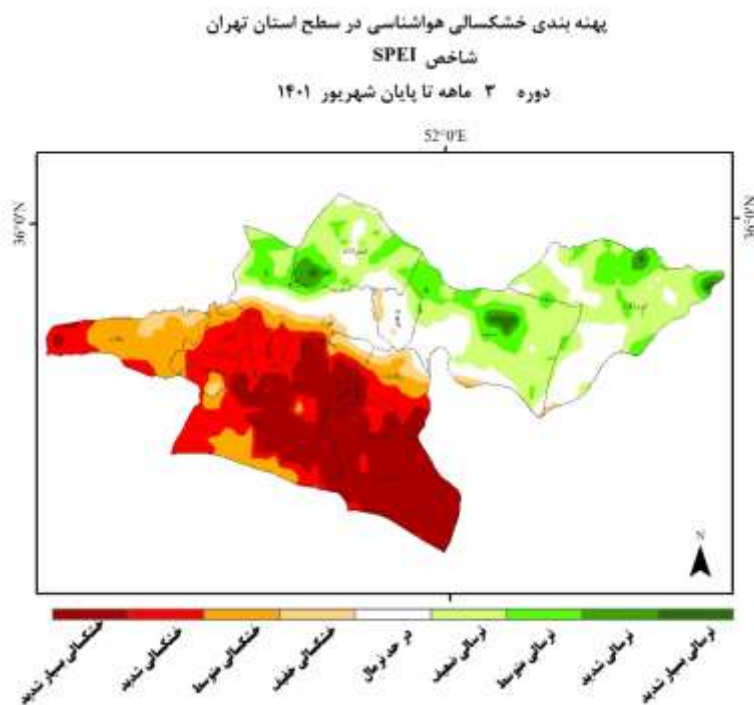 پهنه بندی خشکسالی هواشناسی در سطح استان تهران
شاخص SPEI
دوره ۳ ماهه تا پایان شهریور ۱۴۰۱
52°0'E
36°0'N
36°0'N
N
خشکسالی بسیار شدید
خشکسالی شدید
خشکسالی متوسط
خشکسالی خفیف
در حد نرمال
ترسالی ضعیف
ترسالی متوسط
ترسالی شدید
ترسالی بسیار شدید